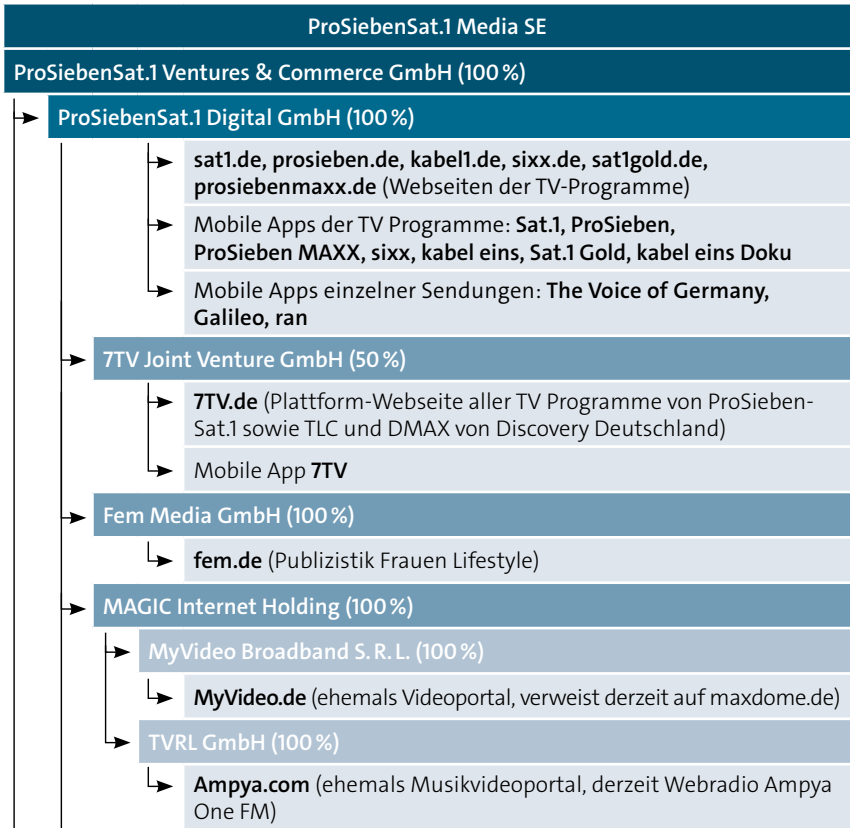 ProSiebenSat.1 Media SE
ProSiebenSat.1 Ventures & Commerce GmbH (100 %)
ProSiebenSat.1 Digital GmbH (100 %)
sat1.de, prosieben.de, kabel1.de, sixx.de, sat1gold.de,
prosiebenmaxx.de (Webseiten der TV-Programme)
Mobile Apps der TV Programme: Sat.1, ProSieben,
ProSieben MAXX, sixx, kabel eins, Sat.1 Gold, kabel eins Doku
Mobile Apps einzelner Sendungen: The Voice of Germany,
Galileo, ran
7TV Joint Venture GmbH (50 %)
7TV.de (Plattform-Webseite aller TV Programme von ProSieben-
Sat.1 sowie TLC und DMAX von Discovery Deutschland)
Mobile App 7TV
Fem Media GmbH (100 %)
fem.de (Publizistik Frauen Lifestyle)
MAGIC Internet Holding (100 %)
MyVideo Broadband S. R. L. (100 %)
MyVideo.de (ehemals Videoportal, verweist derzeit auf maxdome.de)
TVRL GmbH (100 %)
Ampya.com (ehemals Musikvideoportal, derzeit Webradio Ampya
One FM)